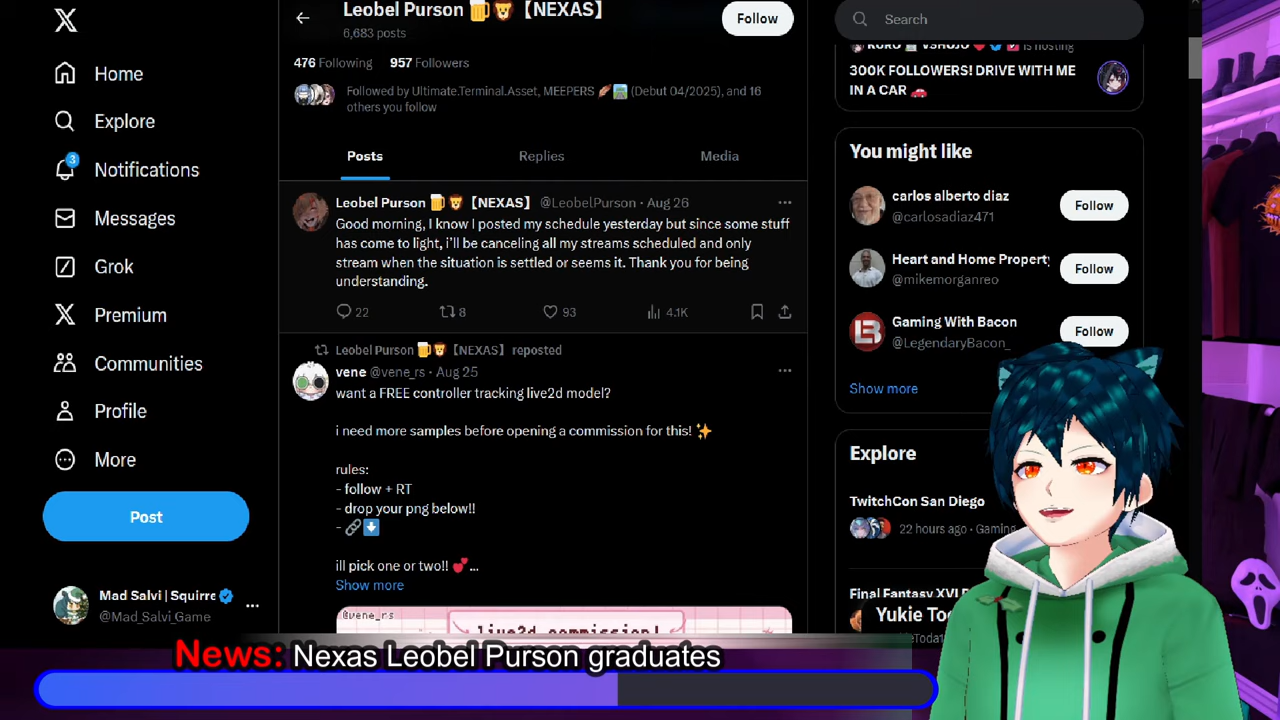 Home
Explore
3
Notifications
Messages
Grok
Premium
Communities
Profile
More
Post
Mad Salvi | Squirre
@Mad_Salvi_Game
Leobel Purson 🍺🦁【NEXAS】
6,683 posts
Follow
476 Following 957 Followers
Followed by Ultimate.Terminal.Asset, MEEPERS 🪶🏞️ (Debut 04/2025), and 16
others you follow
Posts Replies Media
Leobel Purson 🍺🦁【NEXAS】 @LeobelPurson · Aug 26
Good morning, I know I posted my schedule yesterday but since some stuff
has come to light, i'll be canceling all my streams scheduled and only
stream when the situation is settled or seems it. Thank you for being
understanding.
22 8 93 4.1K
Leobel Purson 🍺🦁【NEXAS】 reposted
vene @vene_rs · Aug 25
want a FREE controller tracking live2d model?
i need more samples before opening a commission for this! ✨
rules:
- follow + RT
- drop your png below!!
- 🔗⬇️
ill pick one or two!! 💕...
Show more
@vene_rs
live2d commission!
Search
KURO VSHOJO is hosting
300K FOLLOWERS! DRIVE WITH ME
IN A CAR 🚗
You might like
carlos alberto diaz
@carlosadiaz471
Follow
Heart and Home Property
@mikemorganreo
Follow
Gaming With Bacon
@LegendaryBacon_
Follow
Show more
Explore
TwitchCon San Diego
22 hours ago · Gaming
Final Fantasy XVI
Yukie To
News: Nexas Leobel Purson graduates